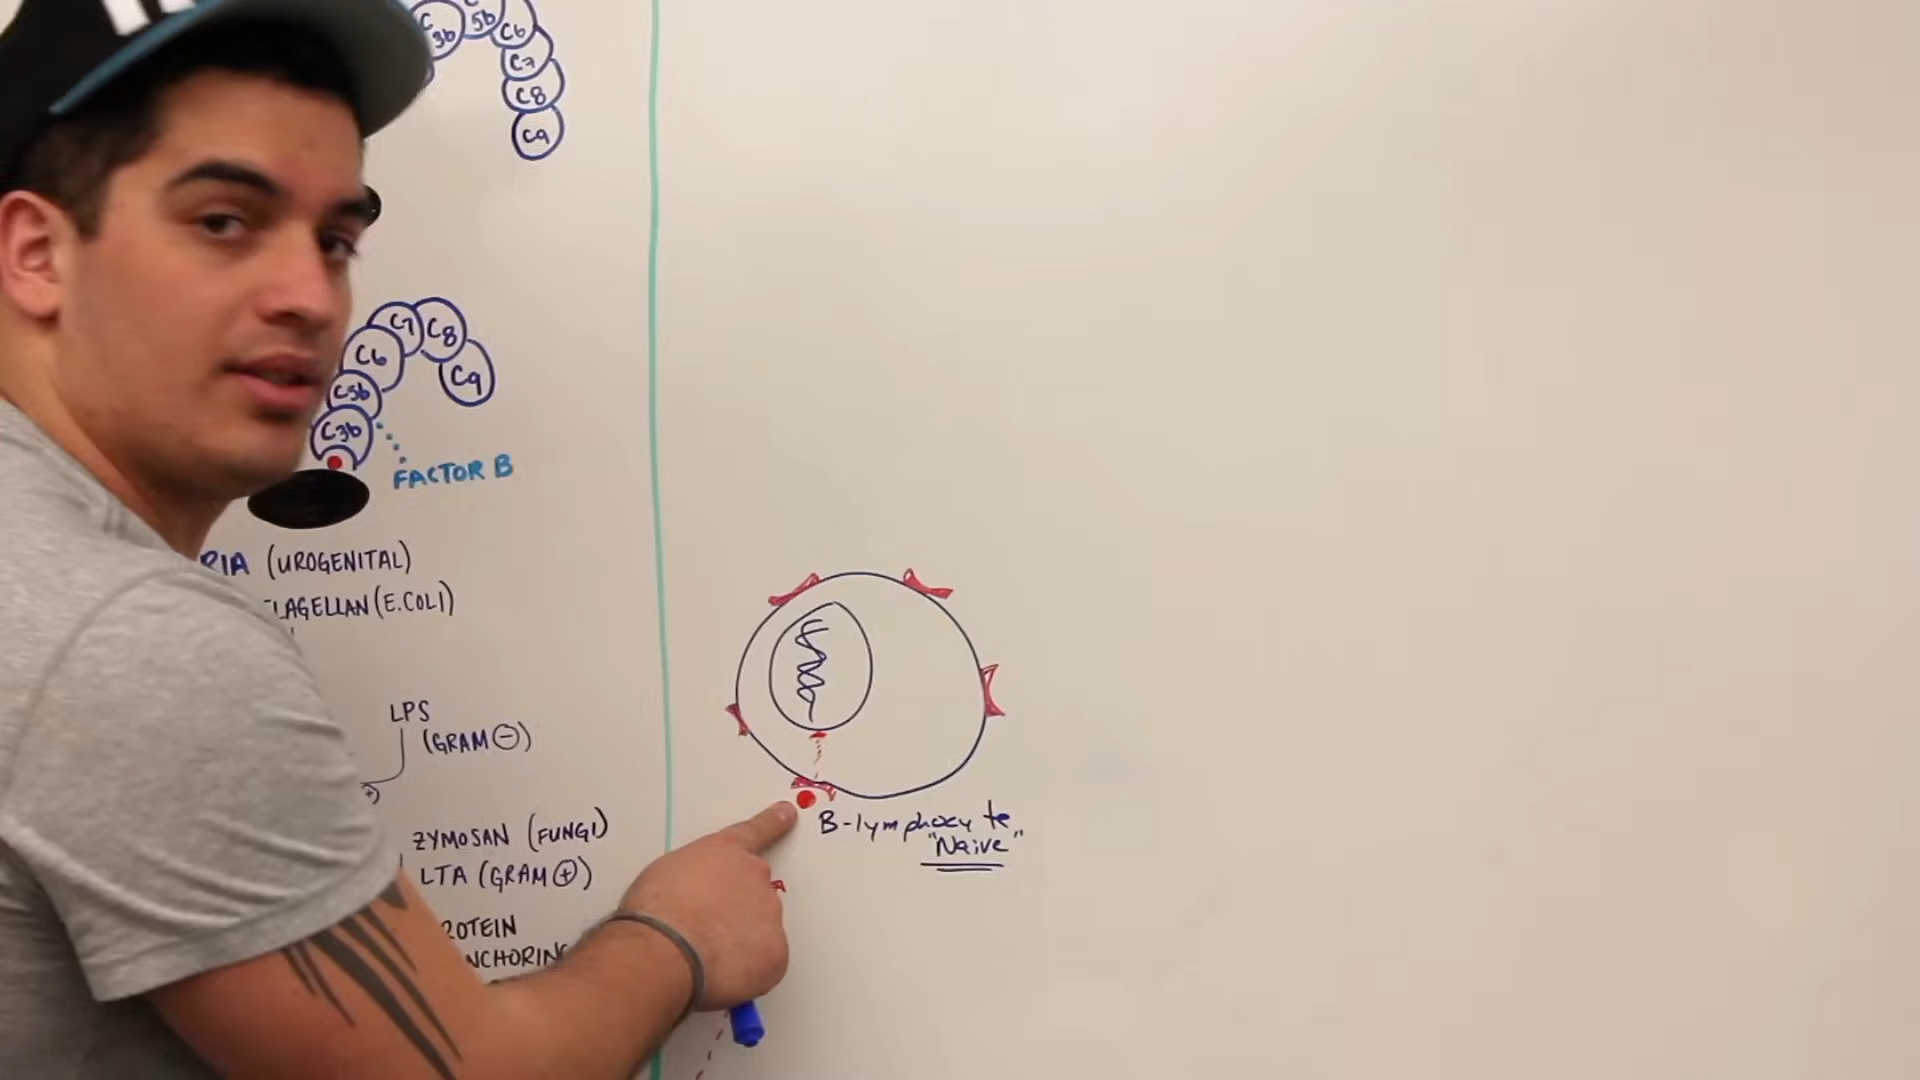 C3b
5b
C6
C7
C8
C9
C7
C8
C6
C9
C5b
C3b
FACTOR B
RIA (UROGENITAL)
LAGELLAN (E.COLI)
LPS
(GRAM -)
(+)
ZYMOSAN (FUNGI)
LTA (GRAM +)
ROTEIN
NCHORIN
B-lymphocyte
"Naive"